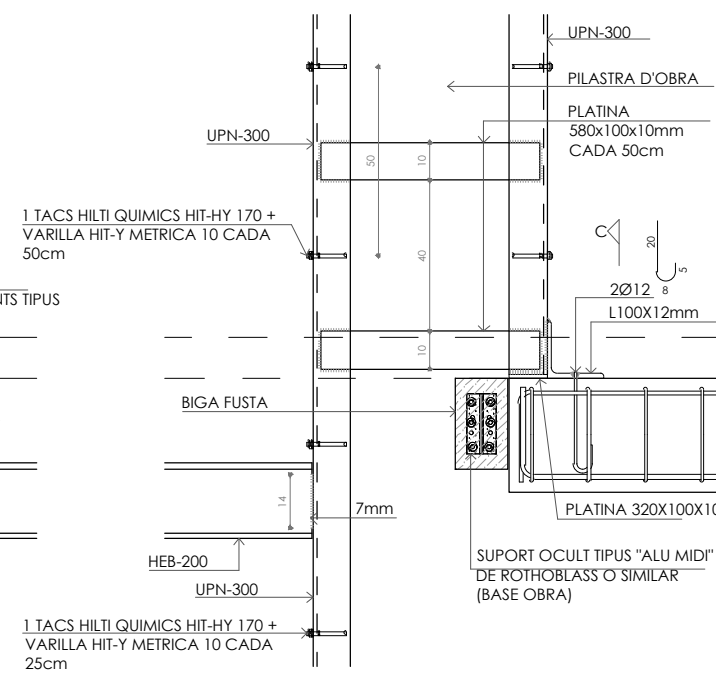 UPN-300
PILASTRA D'OBRA
PLATINA
580x100x10mm
CADA 50cm
UPN-300
50
10
1 TACS HILTI QUIMICS HIT-HY 170 +
VARILLA HIT-Y METRICA 10 CADA
50cm
C
20
5
8
40
2Ø12
NTS TIPUS
L100X12mm
10
BIGA FUSTA
14
7mm
PLATINA 320X100X10
HEB-200
SUPORT OCULT TIPUS "ALU MIDI"
DE ROTHOBLASS O SIMILAR
(BASE OBRA)
UPN-300
1 TACS HILTI QUIMICS HIT-HY 170 +
VARILLA HIT-Y METRICA 10 CADA
25cm